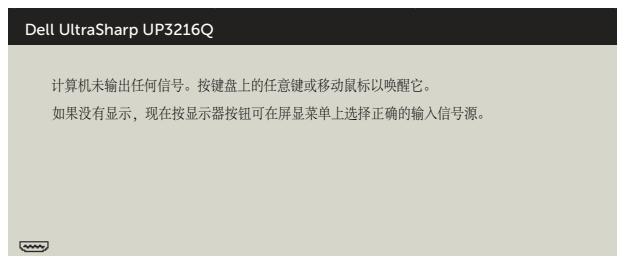 Dell UltraSharp UP3216Q
计算机未输出任何信号。按键盘上的任意键或移动鼠标以唤醒它。
如果没有显示，现在按显示器按钮可在屏显菜单上选择正确的输入信号源。